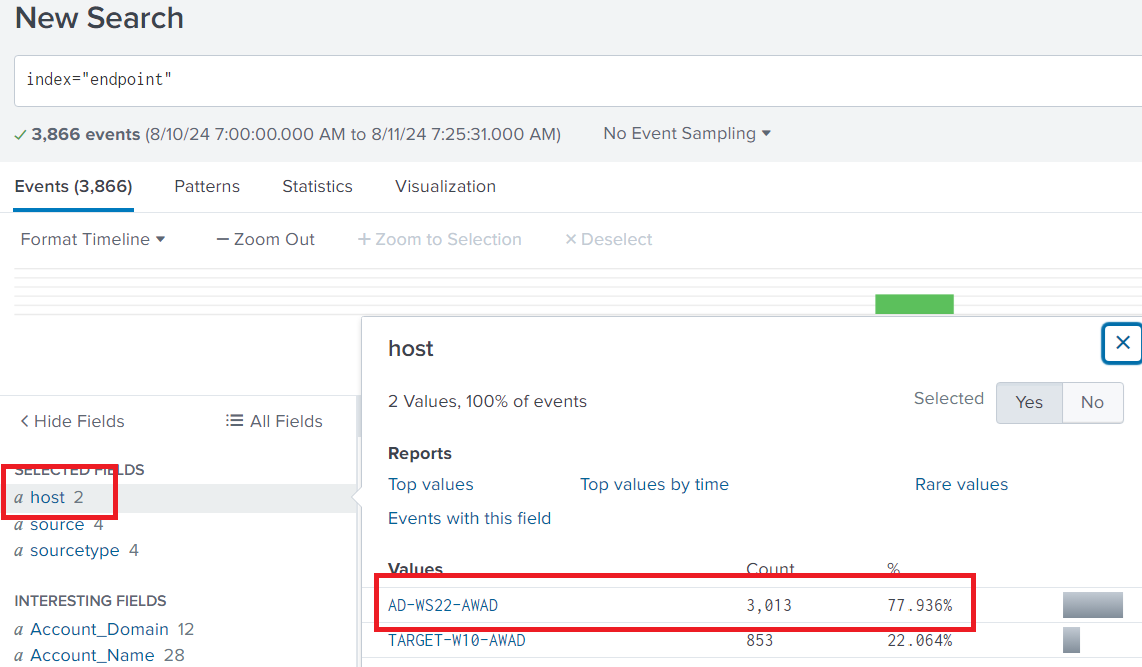 New Search
index="endpoint"
✓ 3,866 events (8/10/24 7:00:00.000 AM to 8/11/24 7:25:31.000 AM) No Event Sampling ▾
Events (3,866) Patterns Statistics Visualization
Format Timeline ▾ — Zoom Out + Zoom to Selection × Deselect
host ×
2 Values, 100% of events Selected Yes No
< Hide Fields All Fields
Reports
SELECTED FIELDS
Top values Top values by time Rare values
a host 2
Events with this field
a source 4
a sourcetype 4
Values Count %
INTERESTING FIELDS
AD-WS22-AWAD 3,013 77.936%
a Account_Domain 12
TARGET-W10-AWAD 853 22.064%
a Account_Name 28